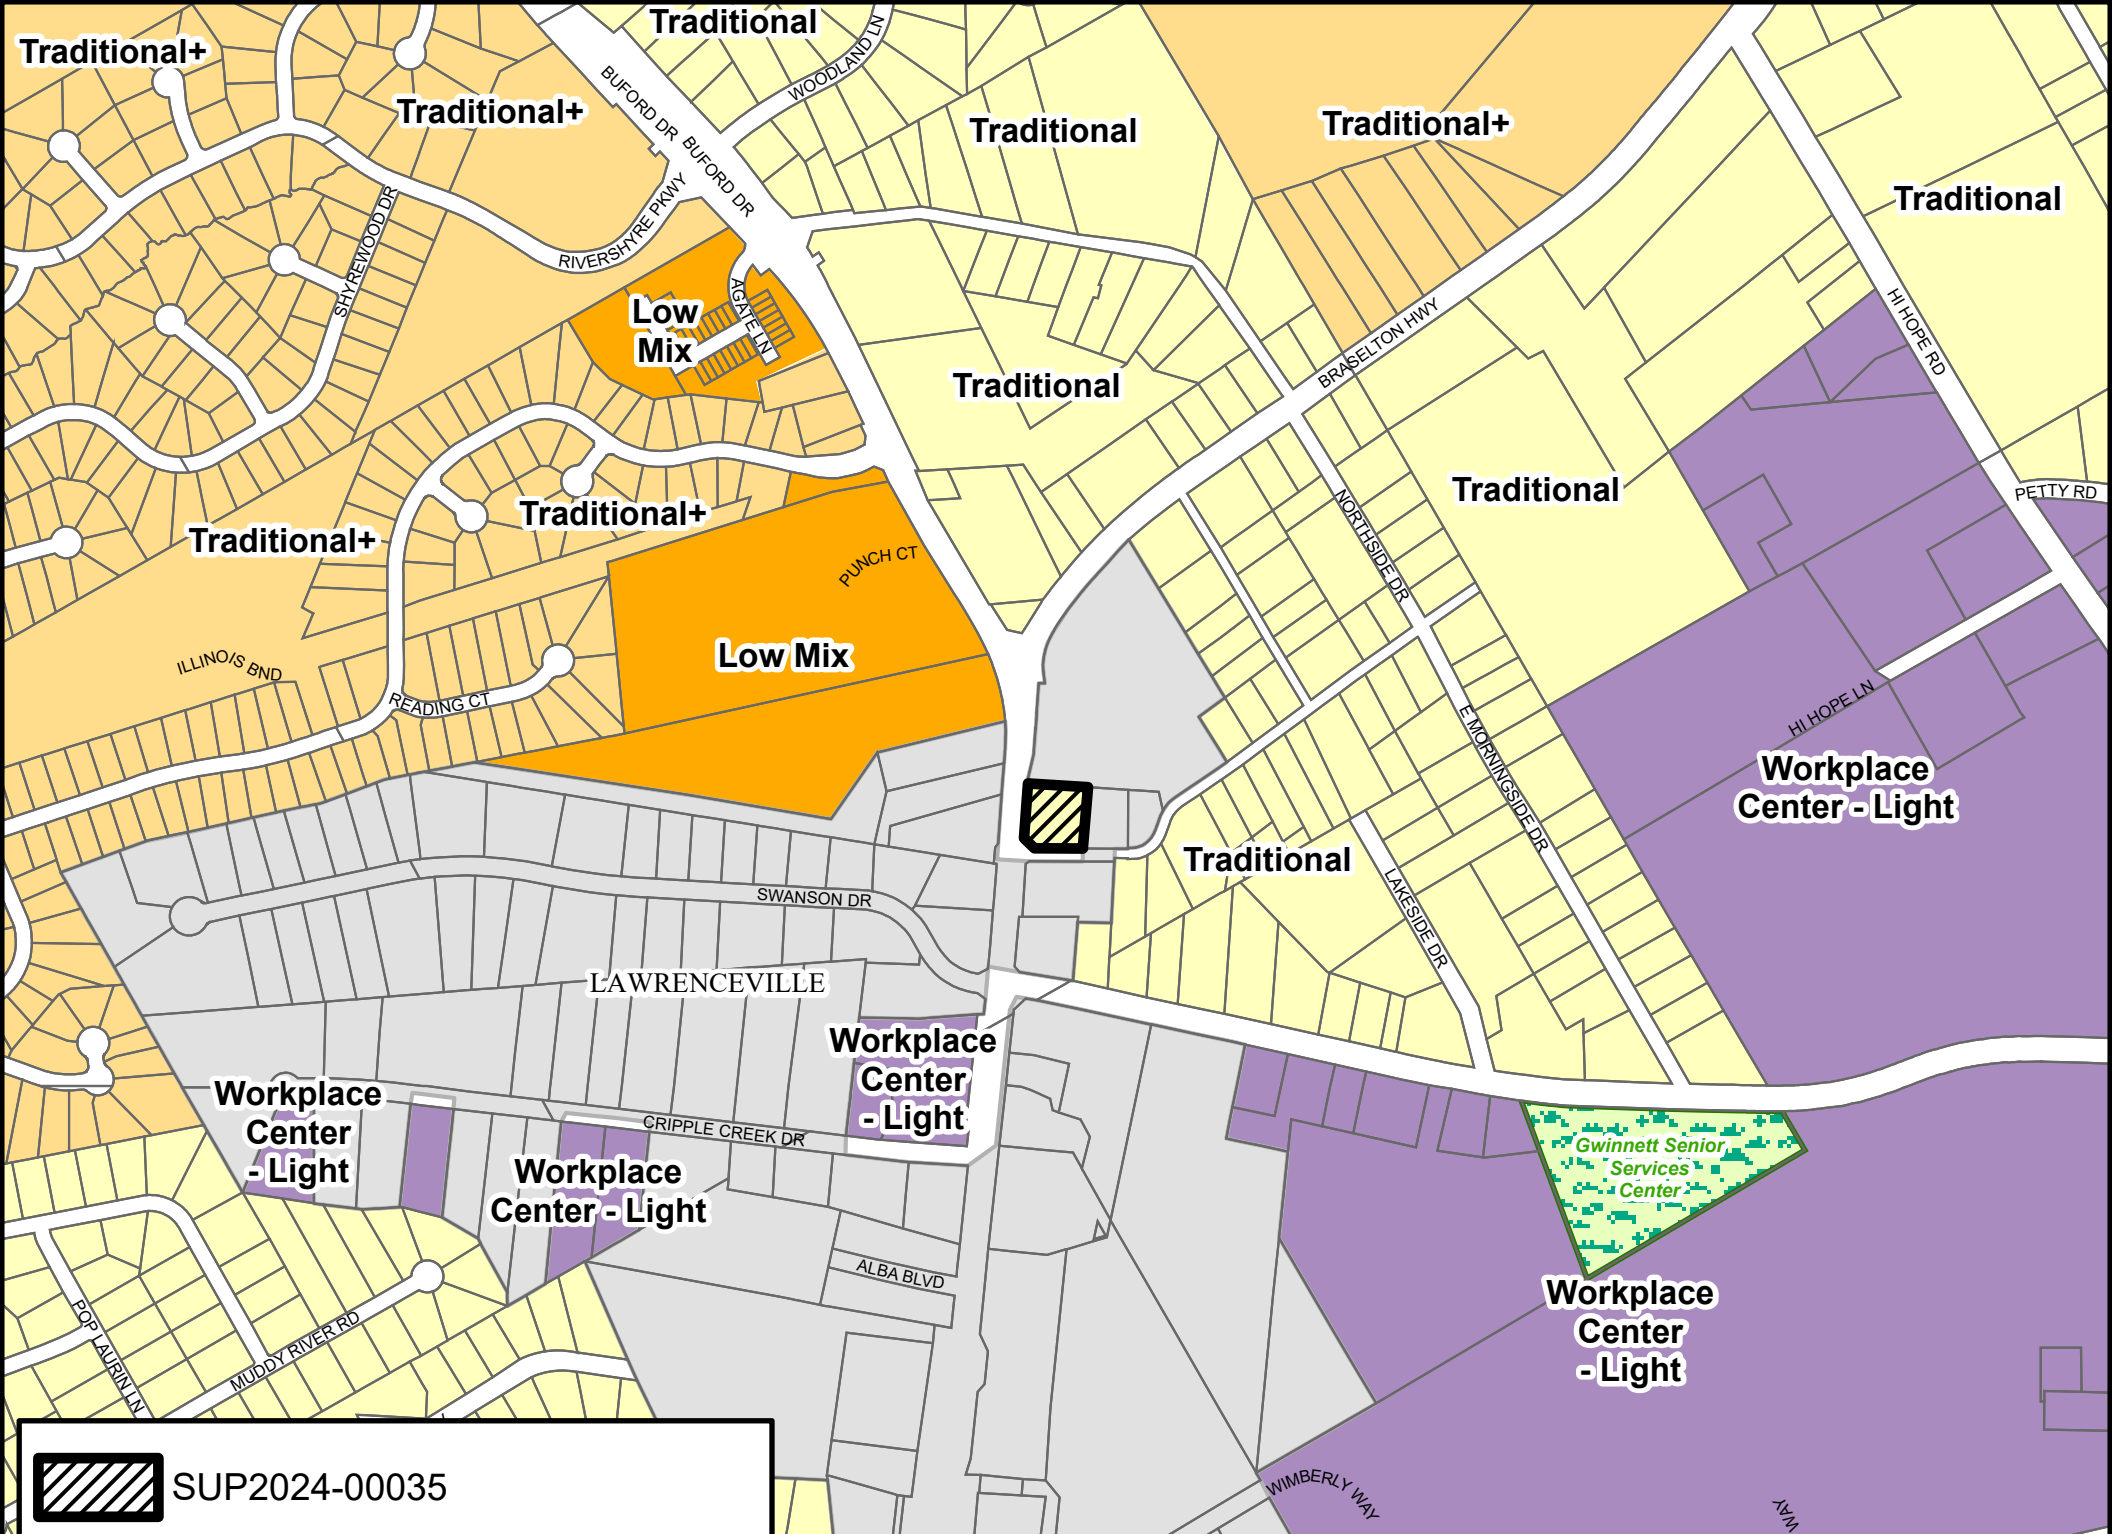 Traditional
Traditional+
WOODLAND LN
BUFORD DR
Traditional+
Traditional
Traditional+
BUFORD DR
Traditional
RIVERSHYRE PKWY
SHYREWOOD DR
Low
Mix
AGATE LN
HI HOPE RD
BRASELTON HWY
Traditional
Traditional
PETTY RD
Traditional+
Traditional+
NORTHSIDE DR
PUNCH CT
Low Mix
ILLINOIS BND
READING CT
HI HOPE LN
E MORNINGSIDE DR
Workplace
Center - Light
Traditional
SWANSON DR
LAKESIDE DR
LAWRENCEVILLE
Workplace
Center
- Light
Workplace
Center
- Light
CRIPPLE CREEK DR
Workplace
Center - Light
Gwinnett Senior
Services
Center
ALBA BLVD
Workplace
Center
- Light
POP LAURIN LN
MUDDY RIVER RD
WIMBERLY WAY
WAY
SUP2024-00035